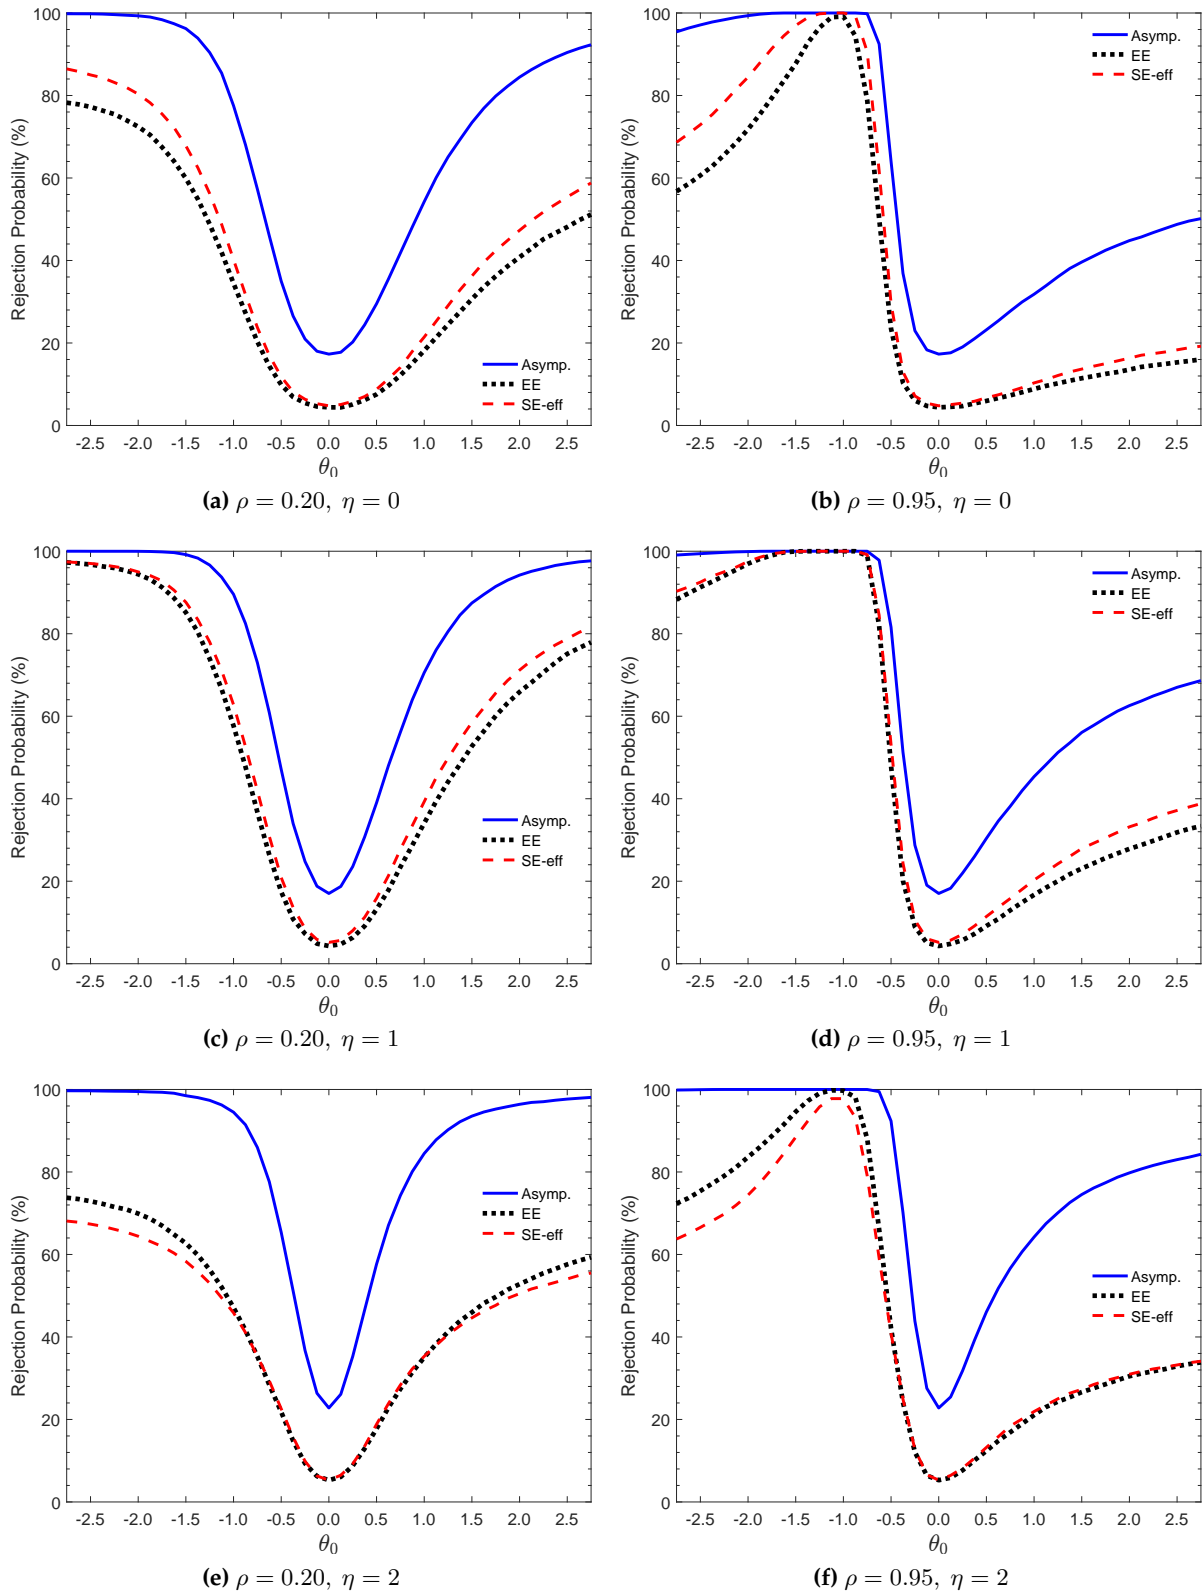 Rejection Probability (%)
100
80
60
40
20
0
Asymp.
EE
SE-eff
-2.5 -2.0 -1.5 -1.0 -0.5 0.0 0.5 1.0 1.5 2.0 2.5
θ₀
(a) ρ = 0.20, η = 0
Rejection Probability (%)
100
80
60
40
20
0
Asymp.
EE
SE-eff
-2.5 -2.0 -1.5 -1.0 -0.5 0.0 0.5 1.0 1.5 2.0 2.5
θ₀
(b) ρ = 0.95, η = 0
Rejection Probability (%)
100
80
60
40
20
0
Asymp.
EE
SE-eff
-2.5 -2.0 -1.5 -1.0 -0.5 0.0 0.5 1.0 1.5 2.0 2.5
θ₀
(c) ρ = 0.20, η = 1
Rejection Probability (%)
100
80
60
40
20
0
Asymp.
EE
SE-eff
-2.5 -2.0 -1.5 -1.0 -0.5 0.0 0.5 1.0 1.5 2.0 2.5
θ₀
(d) ρ = 0.95, η = 1
Rejection Probability (%)
100
80
60
40
20
0
Asymp.
EE
SE-eff
-2.5 -2.0 -1.5 -1.0 -0.5 0.0 0.5 1.0 1.5 2.0 2.5
θ₀
(e) ρ = 0.20, η = 2
Rejection Probability (%)
100
80
60
40
20
0
Asymp.
EE
SE-eff
-2.5 -2.0 -1.5 -1.0 -0.5 0.0 0.5 1.0 1.5 2.0 2.5
θ₀
(f) ρ = 0.95, η = 2